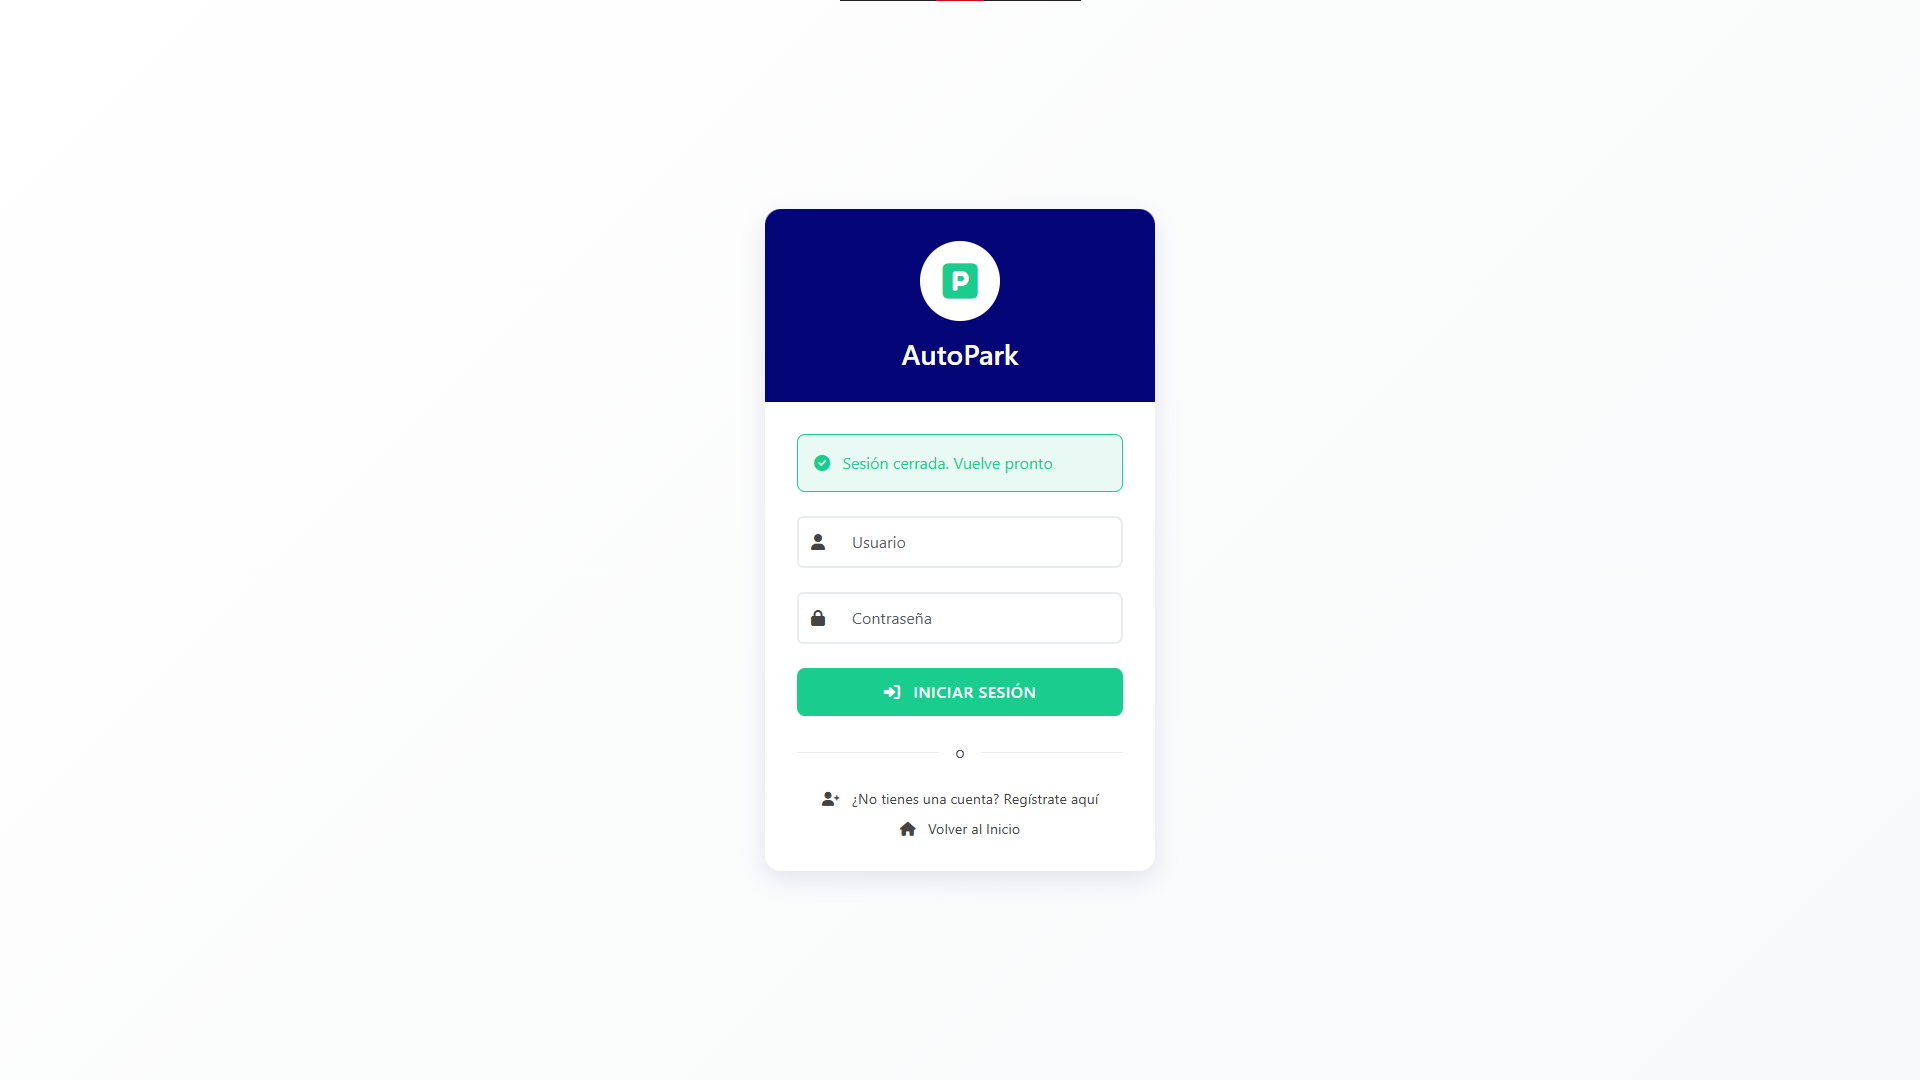 P
AutoPark
Sesión cerrada. Vuelve pronto
Usuario
Contraseña
INICIAR SESIÓN
o
¿No tienes una cuenta? Regístrate aquí
Volver al Inicio